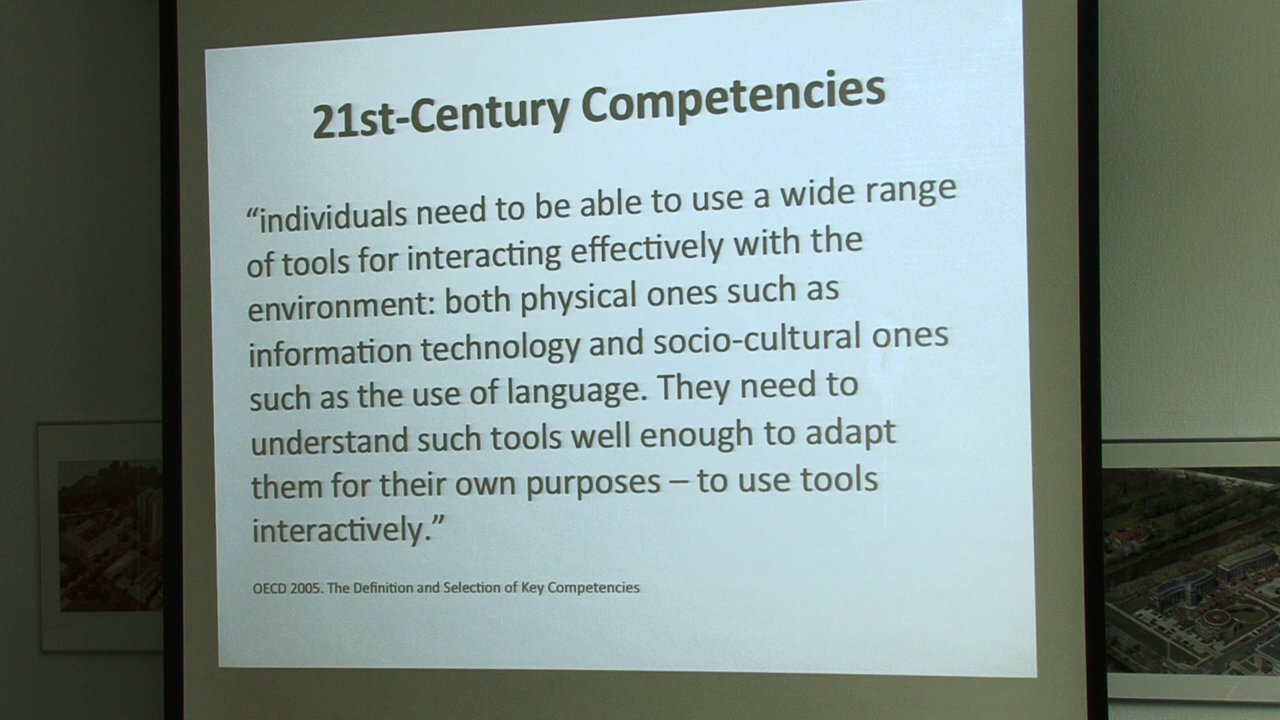 21st-Century Competencies
“individuals need to be able to use a wide range
of tools for interacting effectively with the
environment: both physical ones such as
information technology and socio-cultural ones
such as the use of language. They need to
understand such tools well enough to adapt
them for their own purposes – to use tools
interactively.”
OECD 2005. The Definition and Selection of Key Competencies